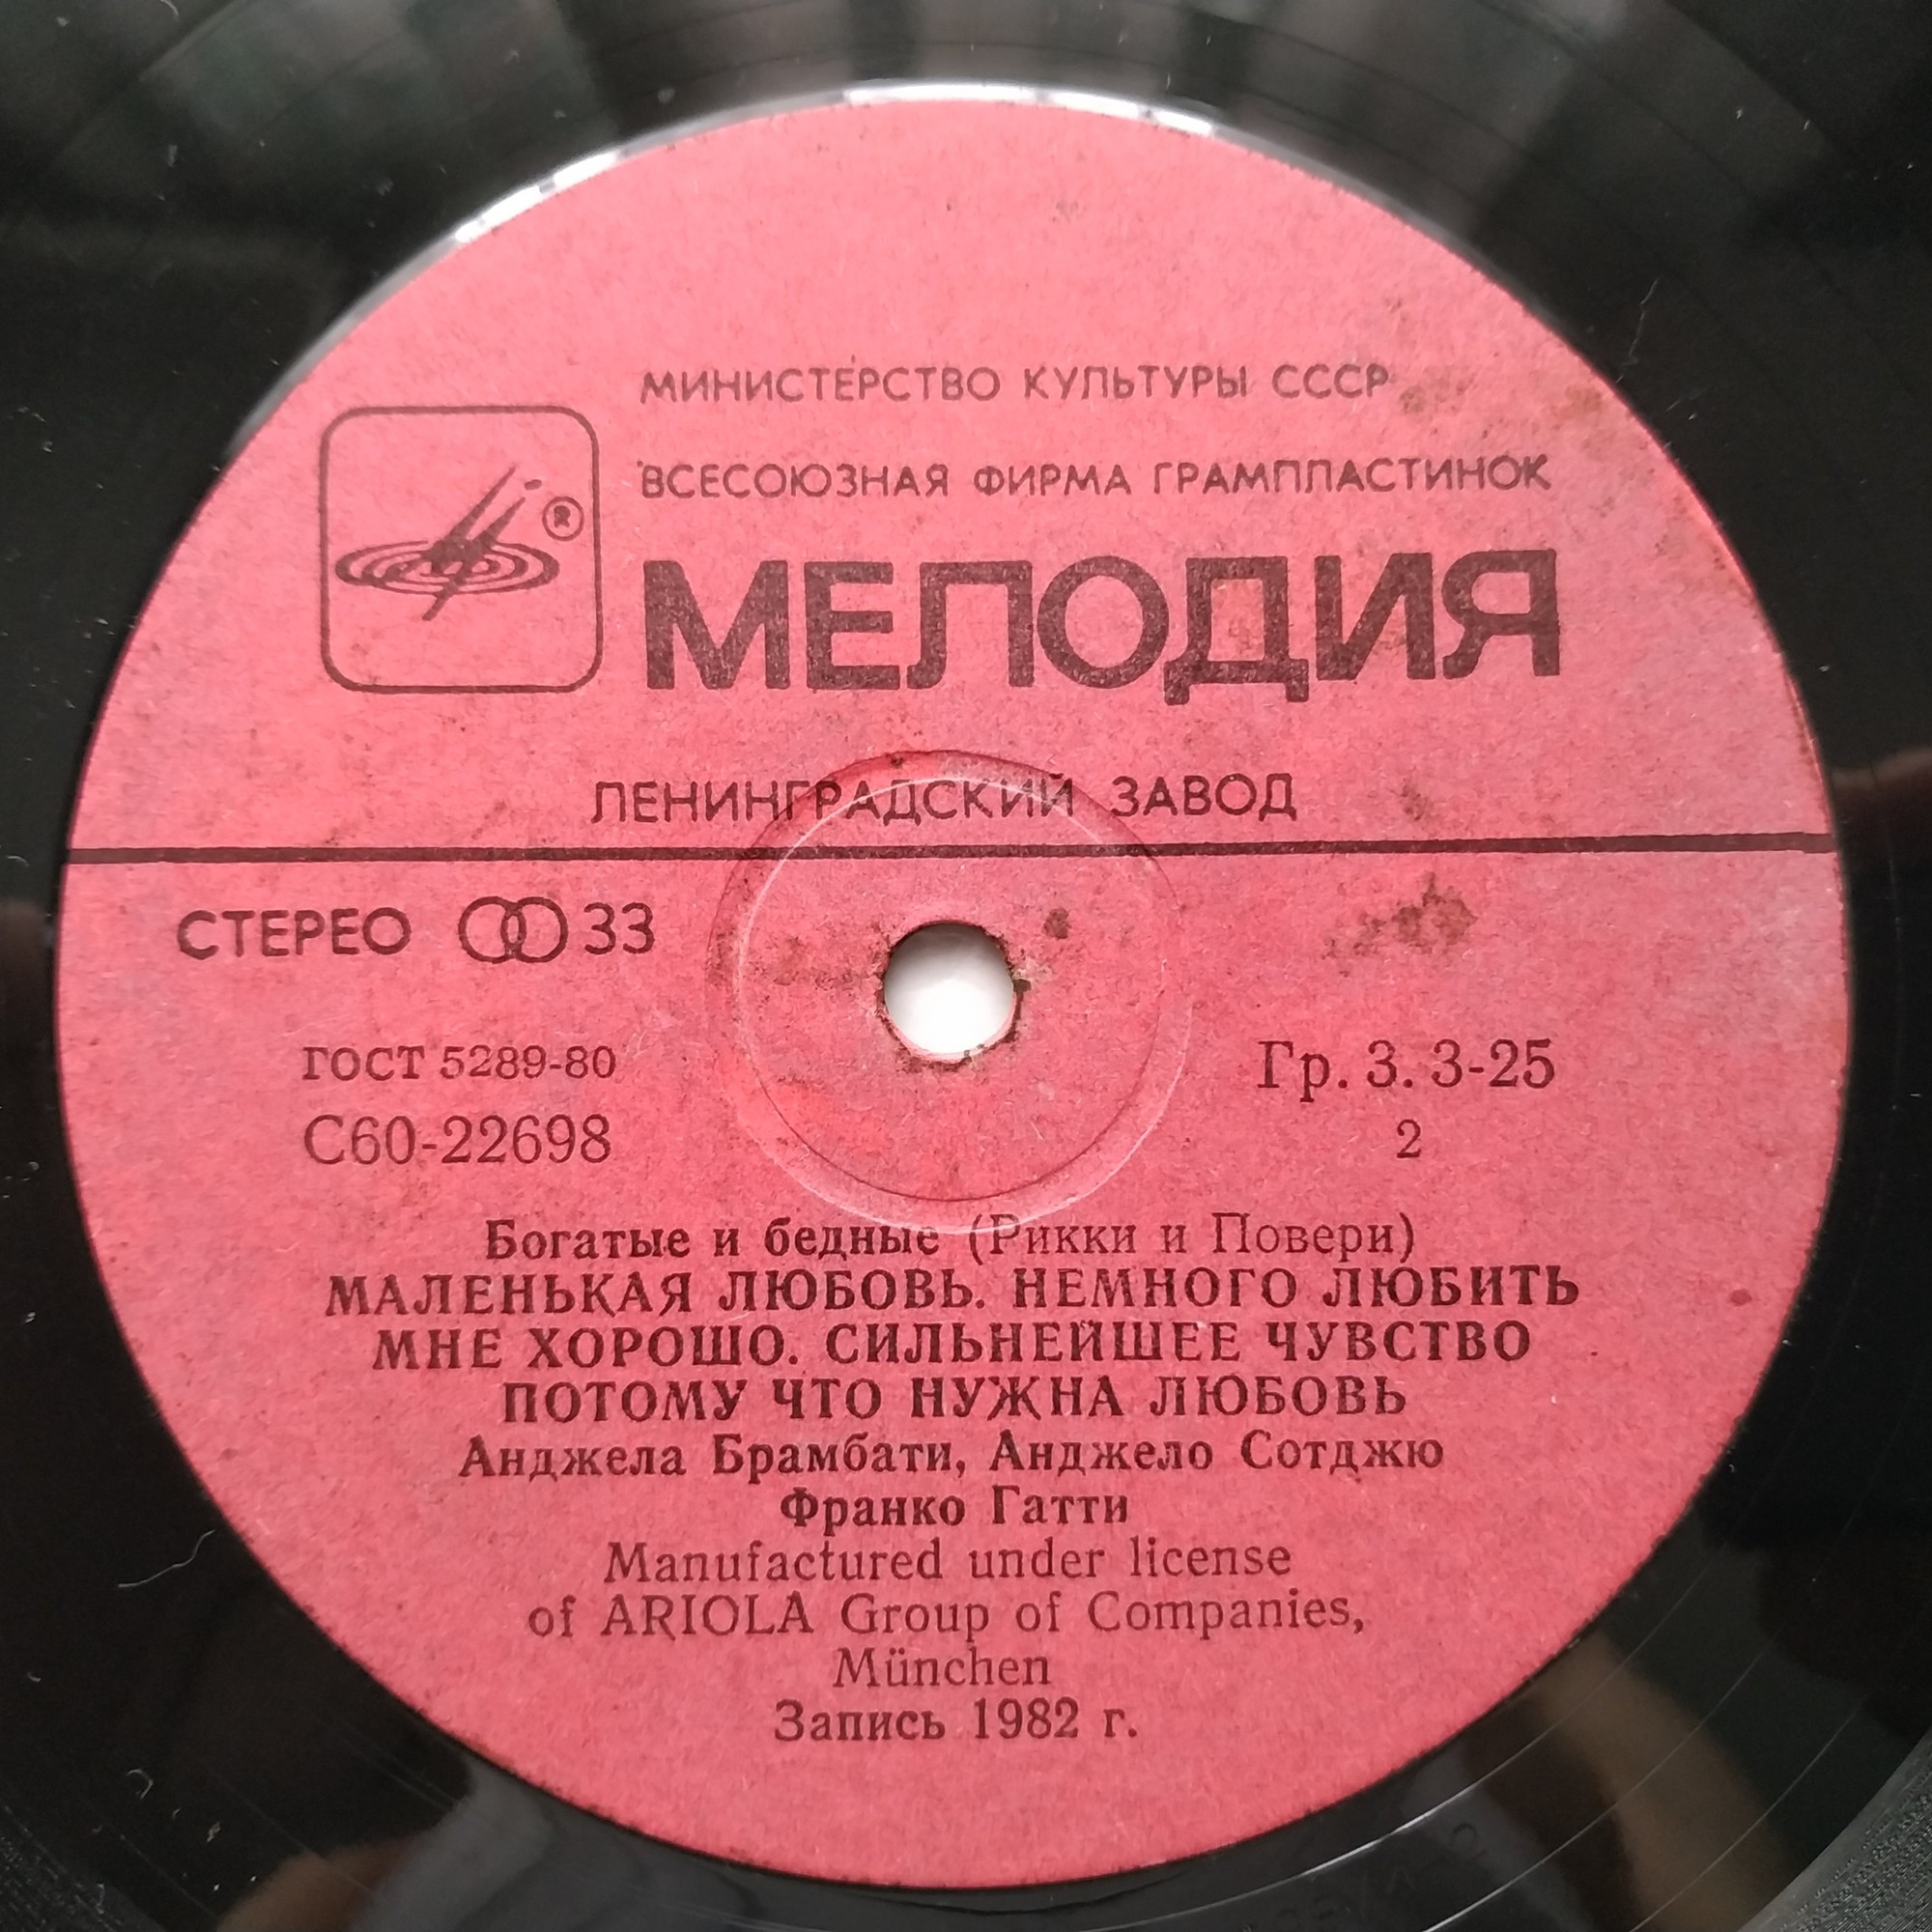 МИНИСТЕРСТВО КУЛЬТУРЫ СССР
ВСЕСОЮЗНАЯ ФИРМА ГРАМПЛАСТИНОК
®
МЕЛОДИЯ
ЛЕНИНГРАДСКИЙ ЗАВОД
СТЕРЕО 33
ГОСТ 5289-80
С60-22698
Гр. 3. 3-25
2
Богатые и бедные (Рикки и Повери)
МАЛЕНЬКАЯ ЛЮБОВЬ. НЕМНОГО ЛЮБИТЬ
МНЕ ХОРОШО. СИЛЬНЕЙШЕЕ ЧУВСТВО
ПОТОМУ ЧТО НУЖНА ЛЮБОВЬ
Анджела Брамбати, Анджело Сотджю
Франко Гатти
Manufactured under license
of ARIOLA Group of Companies,
München
Запись 1982 г.